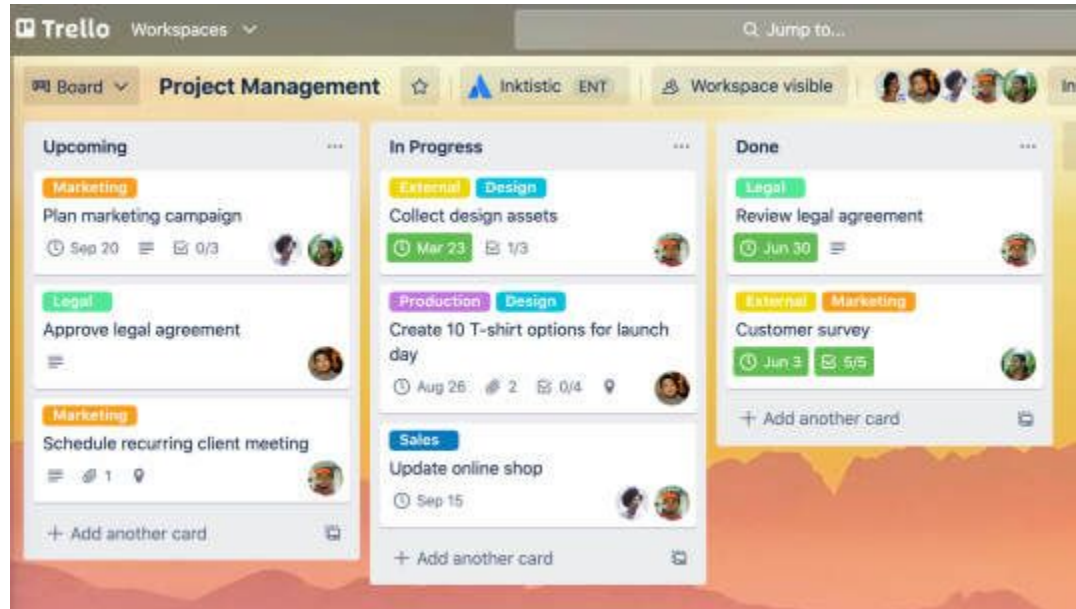 Trello Workspaces Jump to...
Board Project Management Inktistic ENT Workspace visible In
Upcoming
Marketing
Plan marketing campaign
Sep 20 0/3
Legal
Approve legal agreement
Marketing
Schedule recurring client meeting
1
+ Add another card
In Progress
External Design
Collect design assets
Mar 23 1/3
Production Design
Create 10 T-shirt options for launch
day
Aug 26 2 0/4
Sales
Update online shop
Sep 15
+ Add another card
Done
Legal
Review legal agreement
Jun 30
External Marketing
Customer survey
Jun 3 5/5
+ Add another card